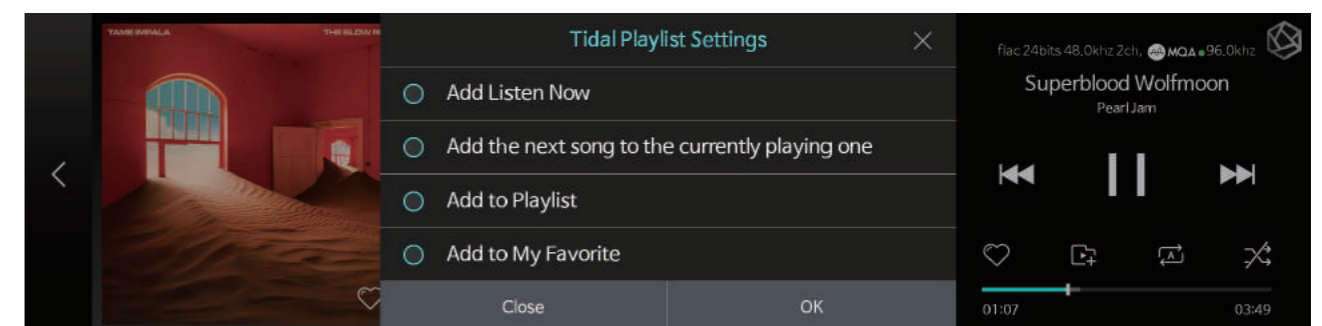 TAME IMPALA
THE SLOW R
Tidal Playlist Settings
Add Listen Now
Add the next song to the currently playing one
Add to Playlist
Add to My Favorite
Close
OK
flac 24bits 48.0khz 2ch, MQA 96.0khz
Superblood Wolfmoon
Pearl Jam
A
01:07
03:49